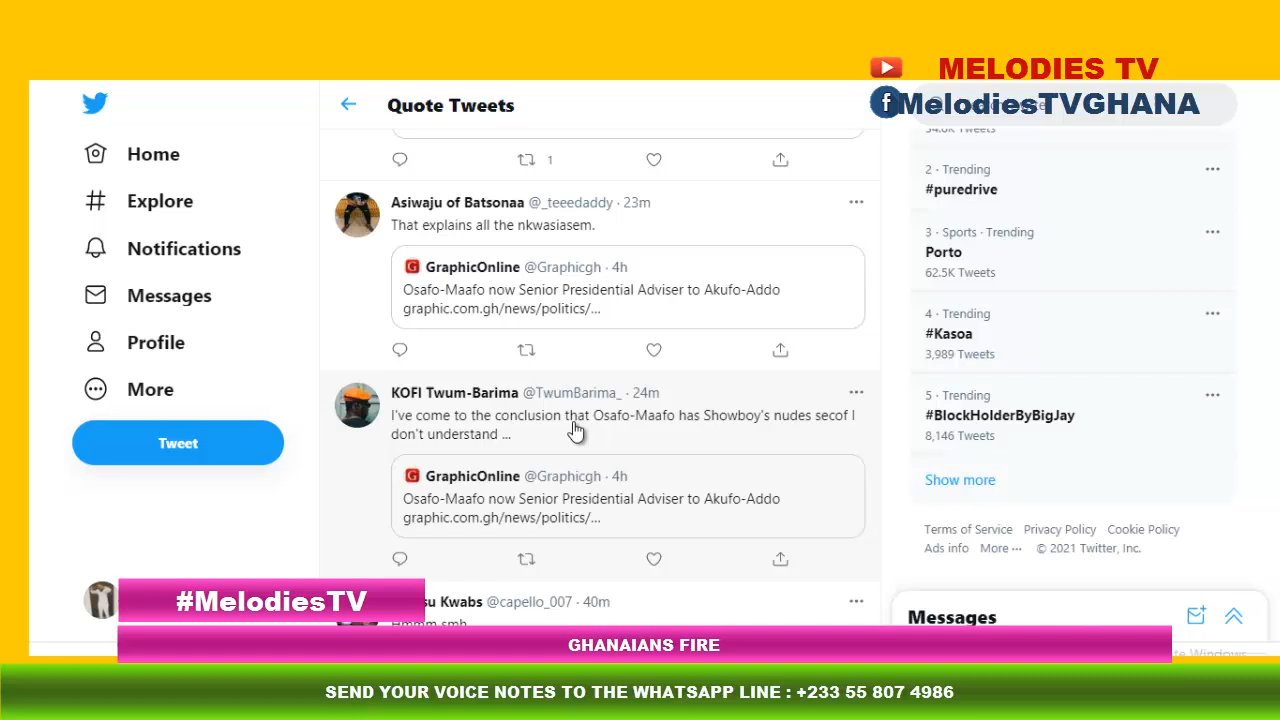 MELODIES TV
MelodiesTVGHANA
Home
Explore
Notifications
Messages
Profile
More
Tweet
Quote Tweets
1
Asiwaju of Batsonaa @_teeedaddy · 23m
That explains all the nkwasiasem.
GraphicOnline @Graphicgh · 4h
Osafo-Maafo now Senior Presidential Adviser to Akufo-Addo
graphic.com.gh/news/politics/...
KOFI Twum-Barima @TwumBarima_ · 24m
I've come to the conclusion that Osafo-Maafo has Showboy's nudes secof I
don't understand ...
GraphicOnline @Graphicgh · 4h
Osafo-Maafo now Senior Presidential Adviser to Akufo-Addo
graphic.com.gh/news/politics/...
su Kwabs @capello_007 · 40m
Hmmm smh
2 · Trending
#puredrive
3 · Sports · Trending
Porto
62.5K Tweets
4 · Trending
#Kasoa
3,989 Tweets
5 · Trending
#BlockHolderByBigJay
8,146 Tweets
Show more
Terms of Service Privacy Policy Cookie Policy
Ads info More ··· © 2021 Twitter, Inc.
Messages
#MelodiesTV
GHANAIANS FIRE
SEND YOUR VOICE NOTES TO THE WHATSAPP LINE : +233 55 807 4986